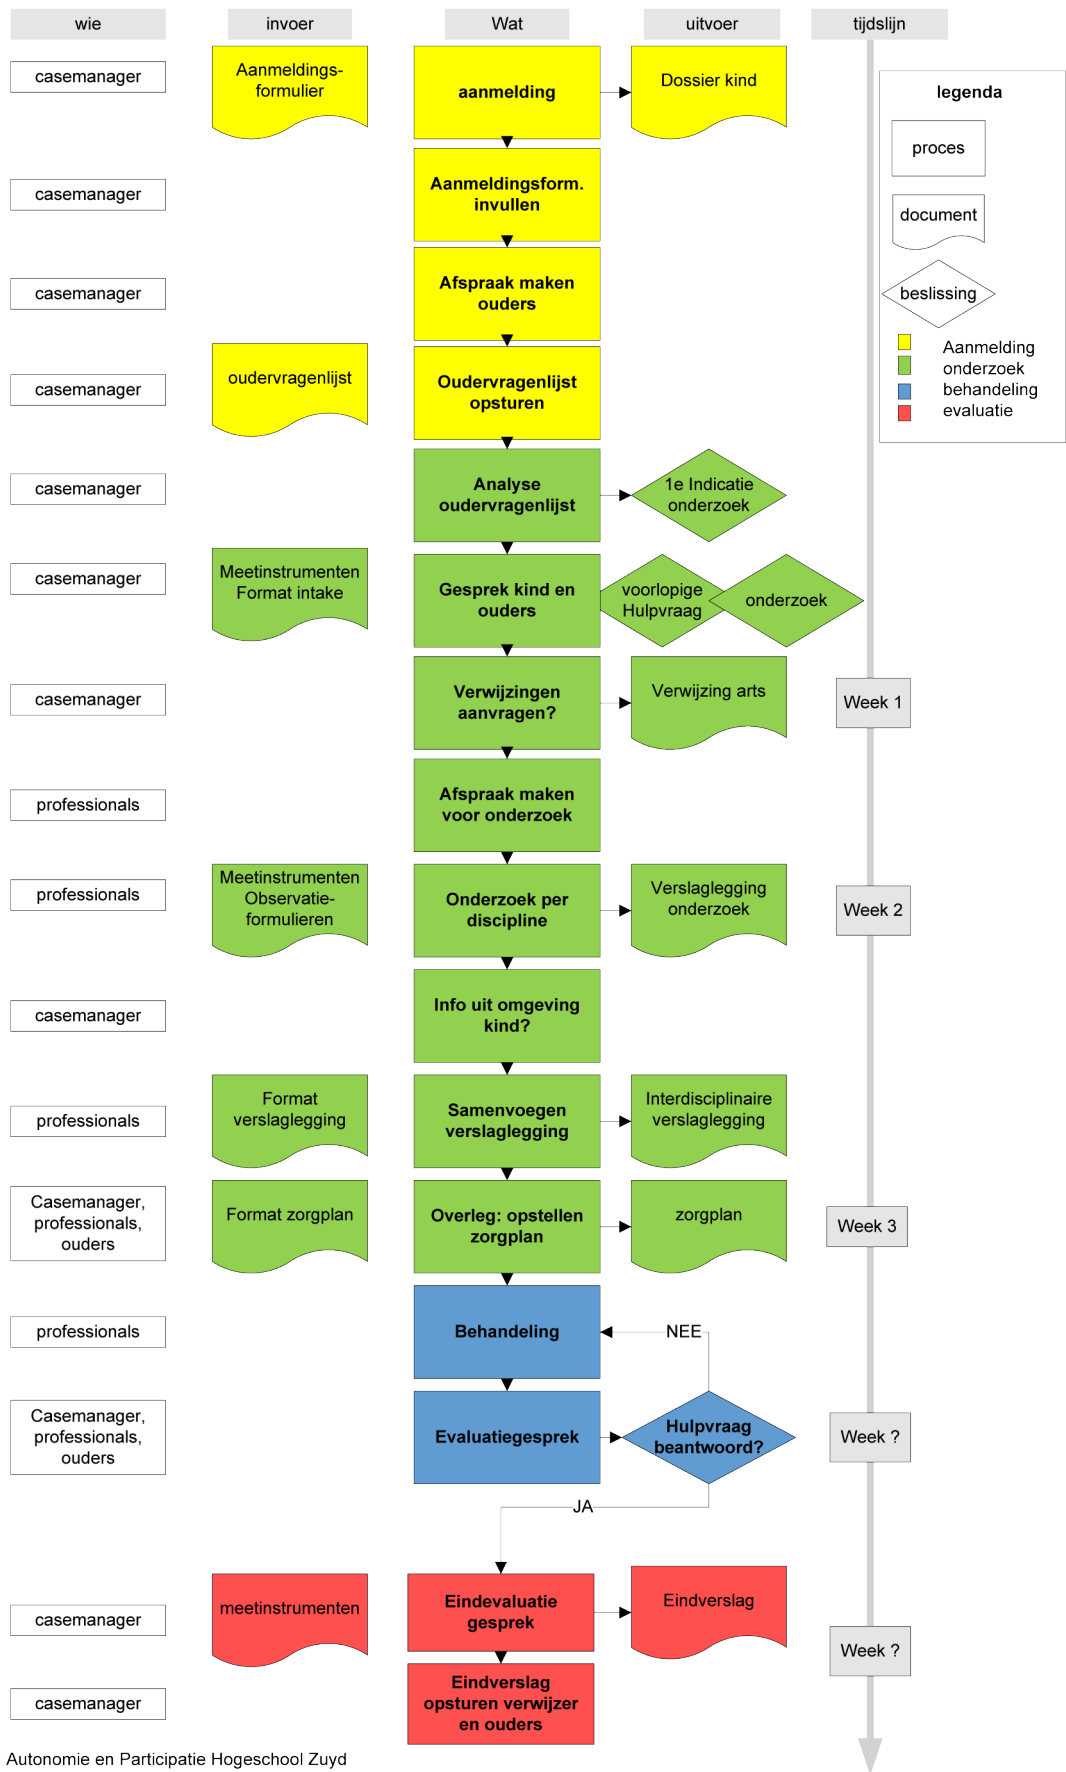 wie
invoer
Wat
uitvoer
tijdslijn
casemanager
Aanmeldings-
formulier
aanmelding
Dossier kind
legenda
proces
document
beslissing
Aanmelding
onderzoek
behandeling
evaluatie
casemanager
Aanmeldingsform.
invullen
casemanager
Afspraak maken
ouders
casemanager
oudervragenlijst
Oudervragenlijst
opsturen
casemanager
Analyse
oudervragenlijst
1e Indicatie
onderzoek
casemanager
Meetinstrumenten
Format intake
Gesprek kind en
ouders
voorlopige
Hulpvraag
onderzoek
casemanager
Verwijzingen
aanvragen?
Verwijzing arts
Week 1
professionals
Afspraak maken
voor onderzoek
professionals
Meetinstrumenten
Observatie-
formulieren
Onderzoek per
discipline
Verslaglegging
onderzoek
Week 2
casemanager
Info uit omgeving
kind?
professionals
Format
verslaglegging
Samenvoegen
verslaglegging
Interdisciplinaire
verslaglegging
Casemanager,
professionals,
ouders
Format zorgplan
Overleg: opstellen
zorgplan
zorgplan
Week 3
professionals
Behandeling
NEE
Casemanager,
professionals,
ouders
Evaluatiegesprek
Hulpvraag
beantwoord?
Week ?
JA
casemanager
meetinstrumenten
Eindevaluatie
gesprek
Eindverslag
Week ?
casemanager
Eindverslag
opsturen verwijzer
en ouders
Autonomie en Participatie Hogeschool Zuyd